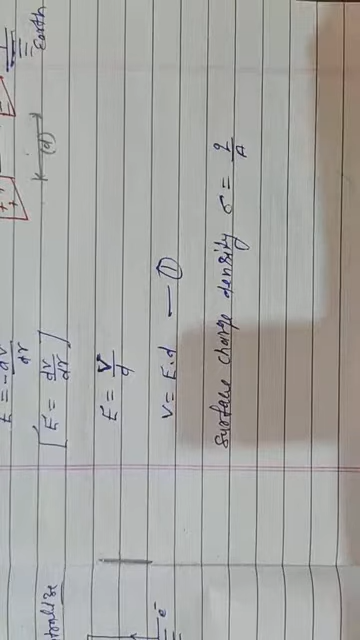 + +
Earth
(d)
E = -dv/dr
[E = dv/dr]
E = V/d
V = E.d — ①
Surface charge density σ = q/A
e⁻